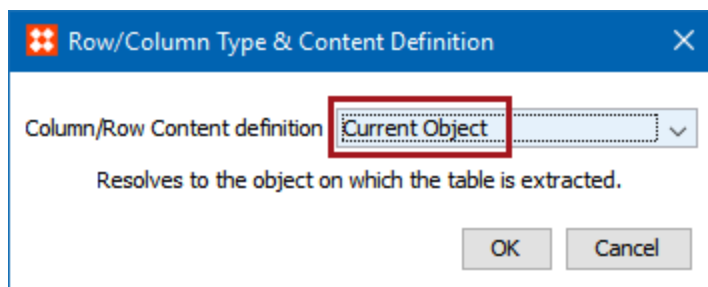 Row/Column Type & Content Definition
Column/Row Content definition Current Object
Resolves to the object on which the table is extracted.
OK Cancel